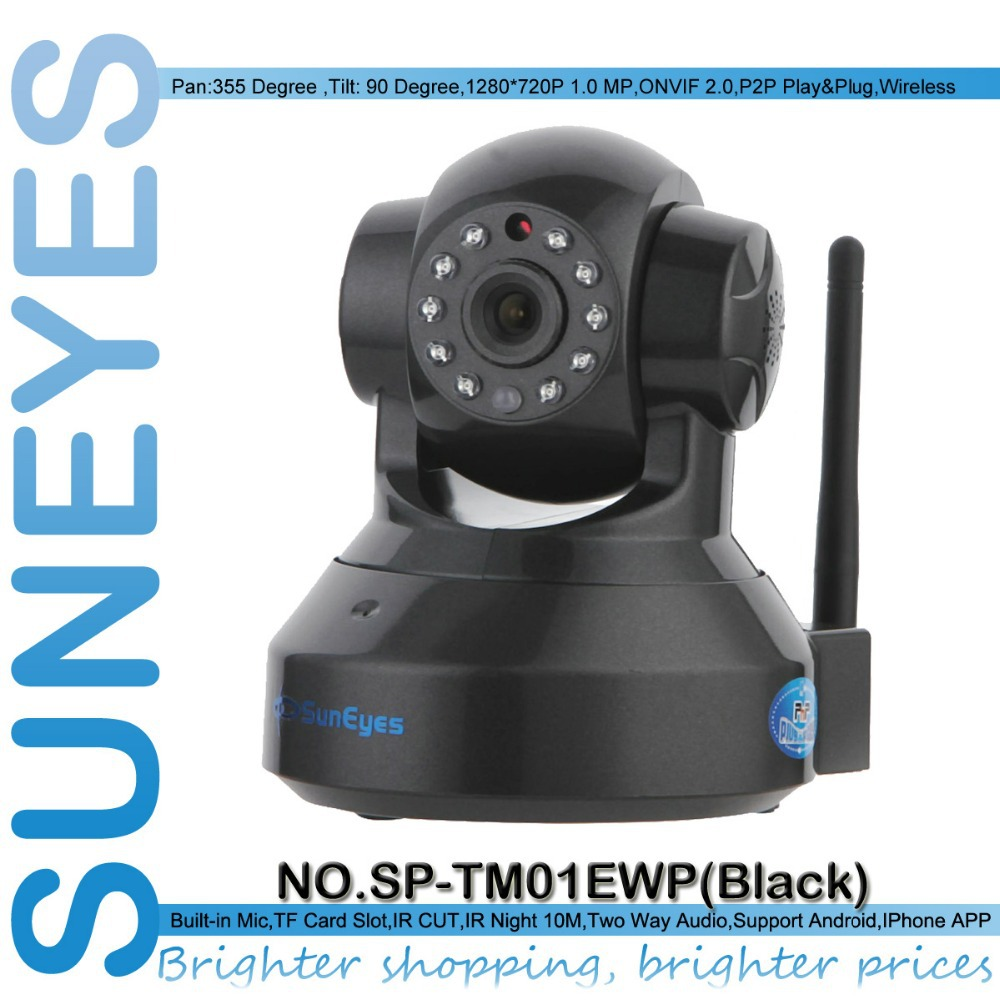 SUNEYES
Pan:355 Degree ,Tilt: 90 Degree,1280*720P 1.0 MP,ONVIF 2.0,P2P Play&Plug,Wireless
SunEyes
P2P
NO.SP-TM01EWP(Black)
Built-in Mic,TF Card Slot,IR CUT,IR Night 10M,Two Way Audio,Support Android,IPhone APP
Brighter shopping, brighter prices